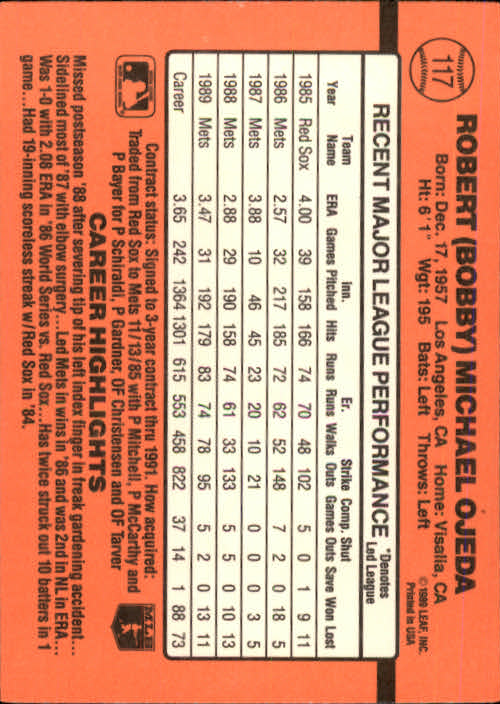 117
ROBERT (BOBBY) MICHAEL OJEDA
Born: Dec. 17, 1957 Los Angeles, CA Home: Visalia, CA
Ht: 6'1" Wgt: 195 Bats: Left Throws: Left
© 1989 LEAF, INC.
Printed in USA
RECENT MAJOR LEAGUE PERFORMANCE
*Denotes
Led League
Team Inn. Er. Strike Comp. Shut
Year Name ERA Games Pitched Hits Runs Runs Walks Outs Games Outs Save Won Lost
1985 Red Sox 4.00 39 158 166 74 70 48 102 5 0 1 9 11
1986 Mets 2.57 32 217 185 72 62 52 148 7 2 0 18 5
1987 Mets 3.88 10 46 45 23 20 10 21 0 0 0 3 5
1988 Mets 2.88 29 190 158 74 61 33 133 5 5 0 10 13
1989 Mets 3.47 31 192 179 83 74 78 95 5 2 0 13 11
Career 3.65 242 1364 1301 615 553 458 822 37 14 1 88 73
Contract status: Signed to 3-year contract thru 1991. How acquired:
Traded from Red Sox to Mets 11/13/85 with P Mitchell, P McCarthy and
P Bayer for P Schiraldi, P Gardner, OF Christensen and OF Tarver
MLB
CAREER HIGHLIGHTS
Missed postseason '88 after severing tip of his left index finger in freak gardening accident...
Sidelined most of '87 with elbow surgery...Led Mets in wins in '86 and was 2nd in NL in ERA...
Was 1-0 with 2.08 ERA in '86 World Series vs. Red Sox...Has twice struck out 10 batters in 1
game...Had 19-inning scoreless streak w/Red Sox in '84.